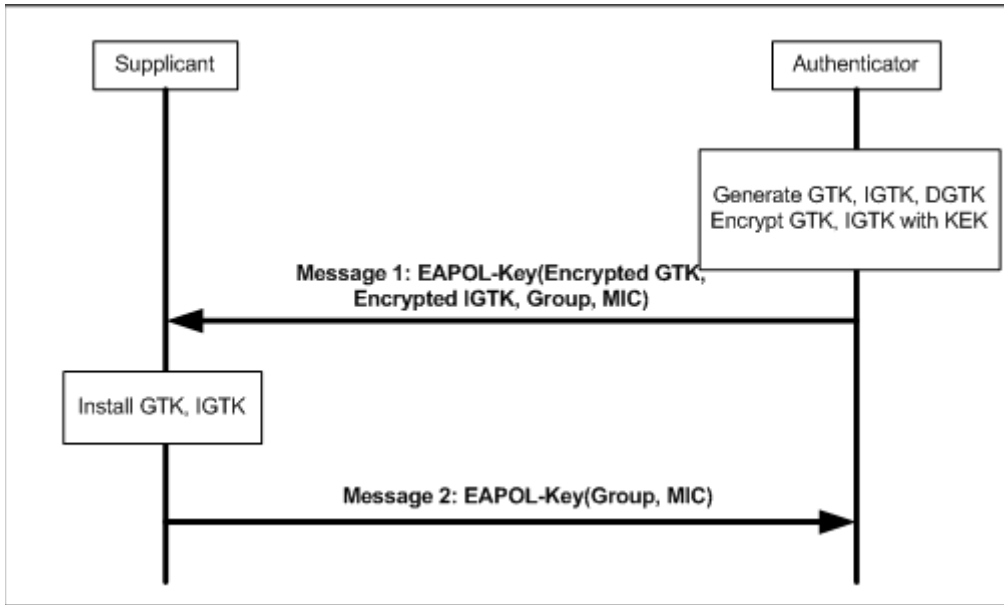 Supplicant
Authenticator
Generate GTK, IGTK, DGTK
Encrypt GTK, IGTK with KEK
Message 1: EAPOL-Key(Encrypted GTK,
Encrypted IGTK, Group, MIC)
Install GTK, IGTK
Message 2: EAPOL-Key(Group, MIC)